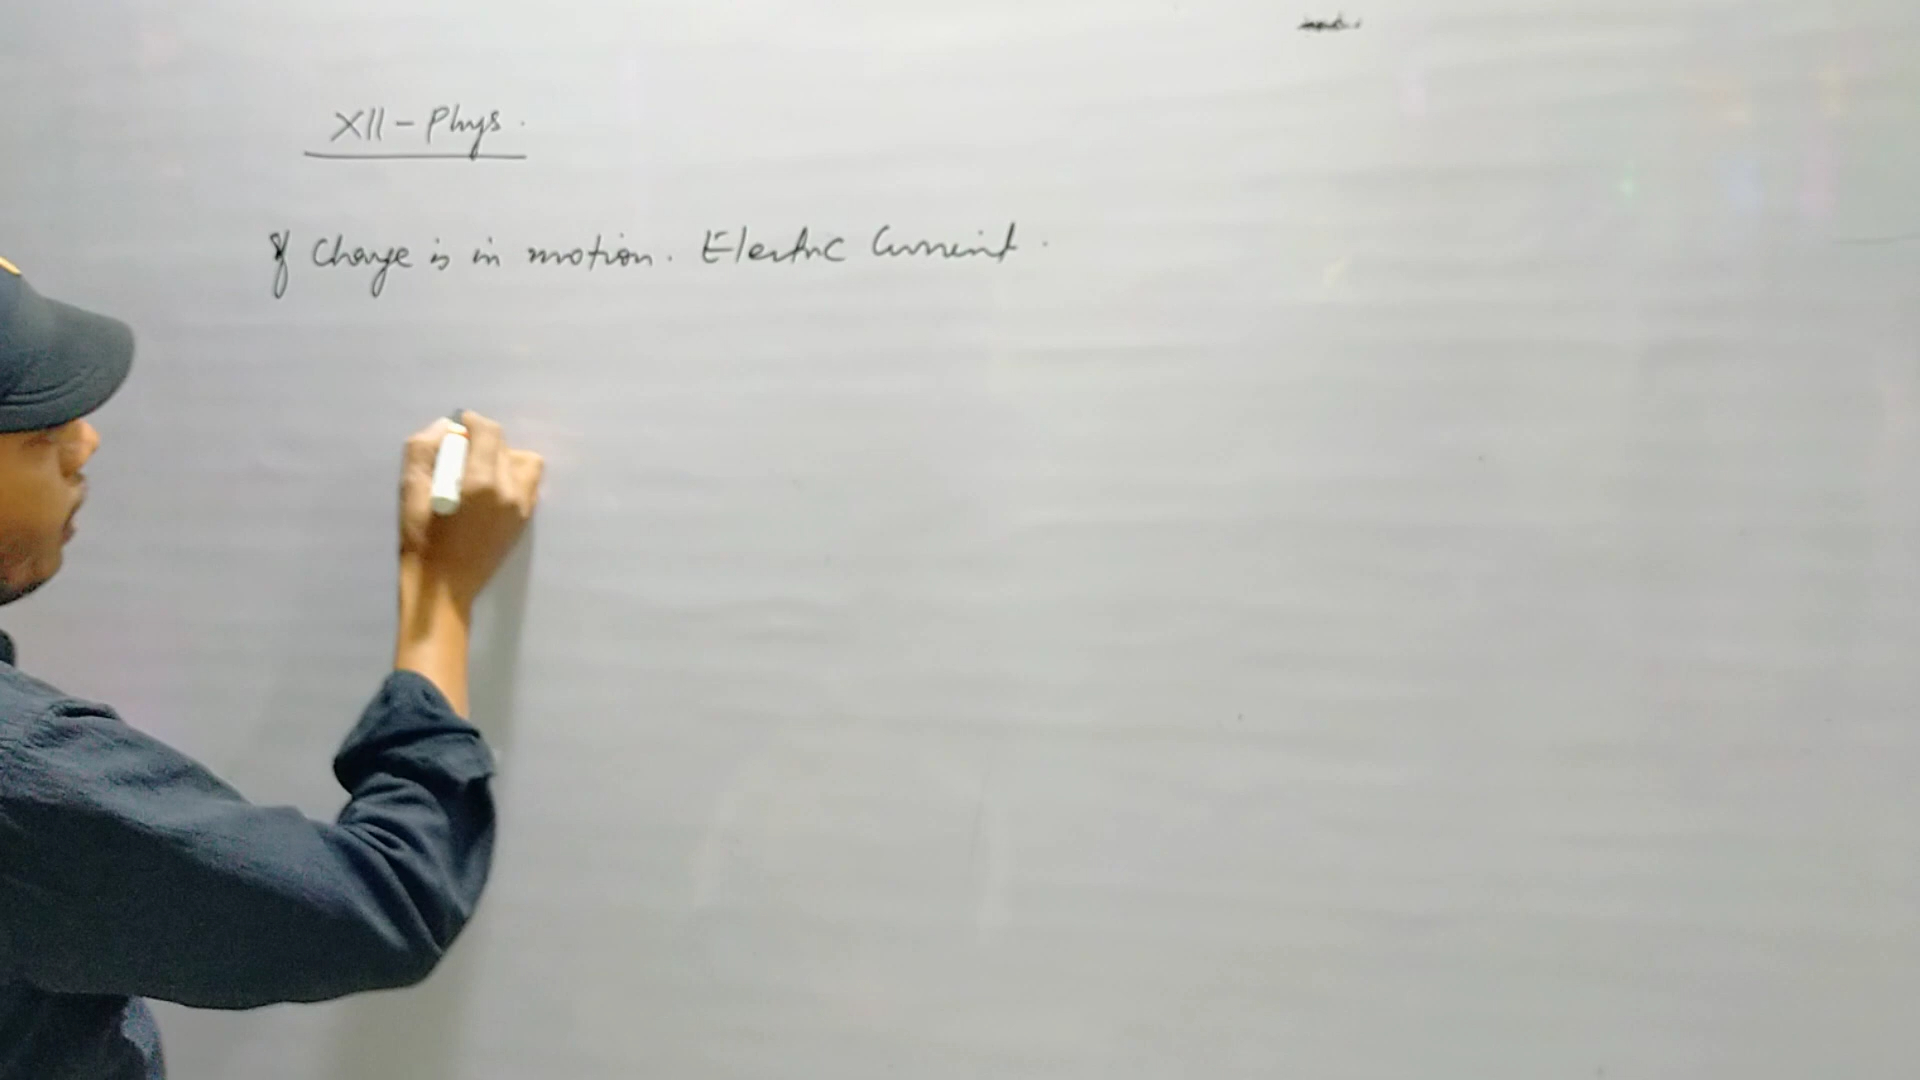 XII - Phys.
If Charge is in motion. Electric Current.